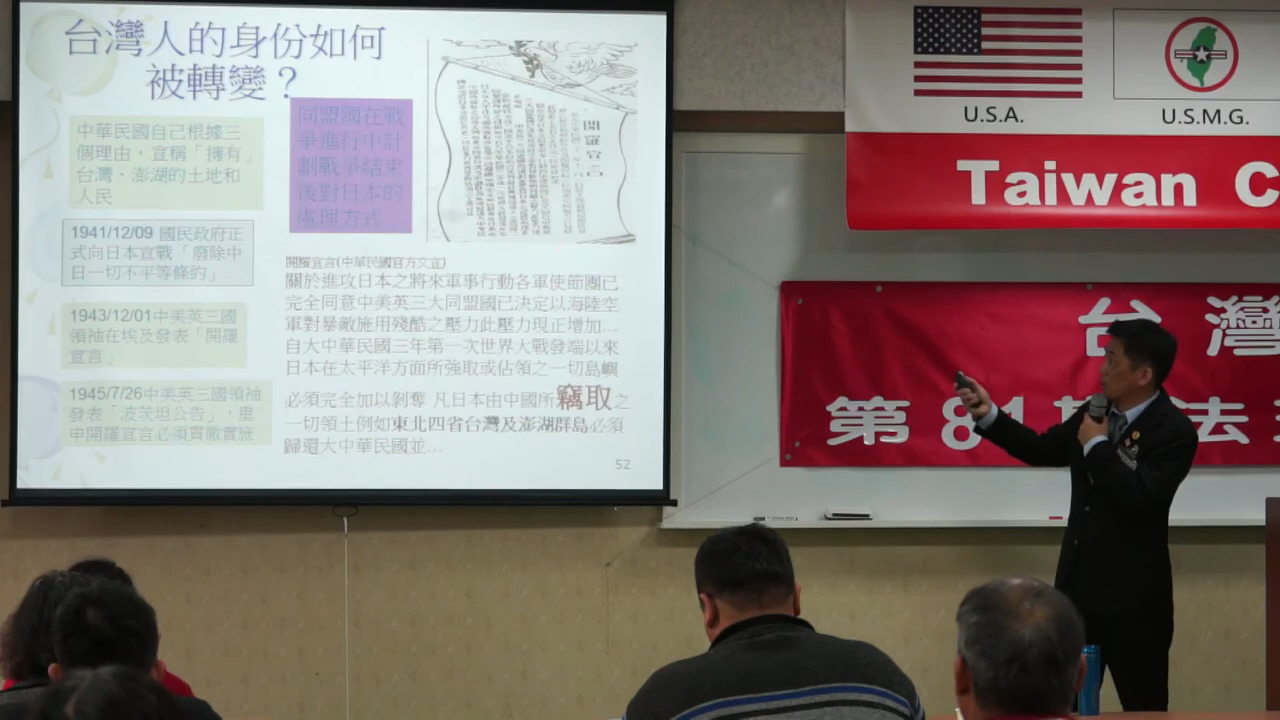 台灣人的身份如何
被轉變？
中華民國自己根據三
個理由，宣稱「擁有」
台灣、澎湖的土地和
人民
1941/12/09 國民政府正
式向日本宣戰「廢除中
日一切不平等條約」
1943/12/01中美英三國
領袖在埃及發表「開羅
宣言」
1945/7/26中美英三國領袖
發表「波茨坦公告」，重
申開羅宣言必須貫徹實施
同盟國在戰
爭進行中計
劃戰爭結束
後對日本的
處理方式
開羅宣言
開羅宣言(中華民國官方文宣)
關於進攻日本之將來軍事行動各軍使節團已
完全同意中美英三大同盟國已決定以海陸空
軍對暴敵施用殘酷之壓力此壓力現正增加...
自大中華民國三年第一次世界大戰發端以來
日本在太平洋方面所強取或佔領之一切島嶼
必須完全加以剝奪 凡日本由中國所竊取之
一切領土例如東北四省台灣及澎湖群島必須
歸還大中華民國並...
52
U.S.A.
U.S.M.G.
Taiwan C
台灣
第81期法